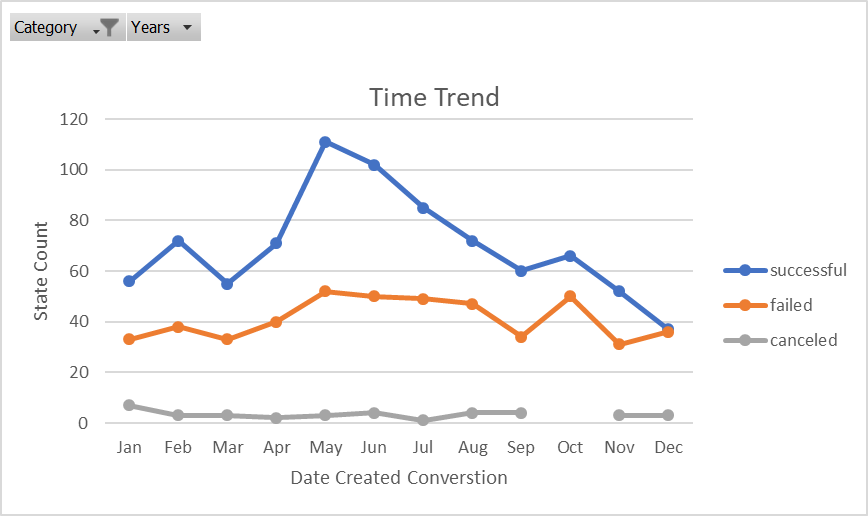 Category Years
Time Trend
120
100
80
60
40
20
0
State Count
Jan Feb Mar Apr May Jun Jul Aug Sep Oct Nov Dec
Date Created Converstion
successful
failed
canceled